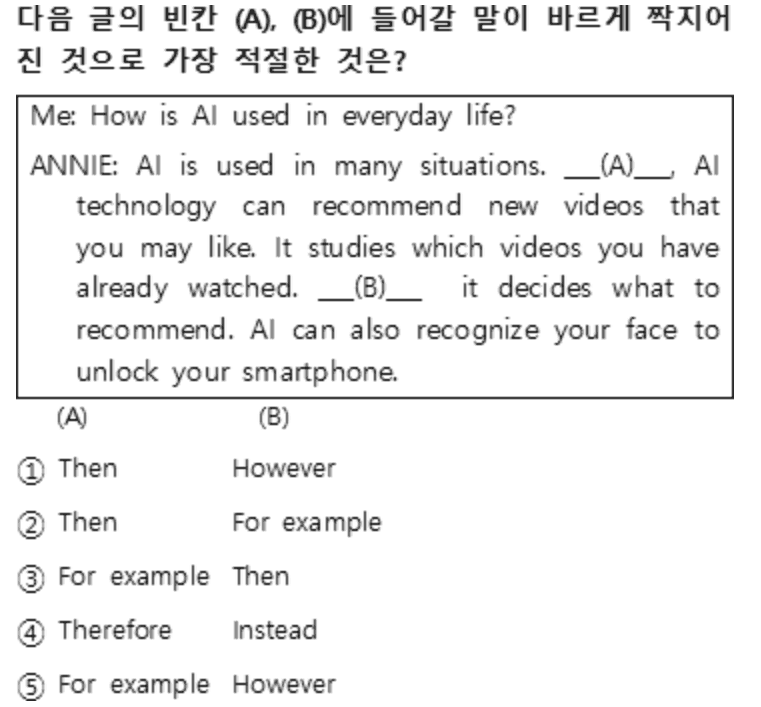 다음 글의 빈칸 (A), (B)에 들어갈 말이 바르게 짝지어
진 것으로 가장 적절한 것은?
Me: How is AI used in everyday life?
ANNIE: AI is used in many situations. __(A)__, AI
technology can recommend new videos that
you may like. It studies which videos you have
already watched. __(B)__ it decides what to
recommend. AI can also recognize your face to
unlock your smartphone.
(A) (B)
① Then However
② Then For example
③ For example Then
④ Therefore Instead
⑤ For example However